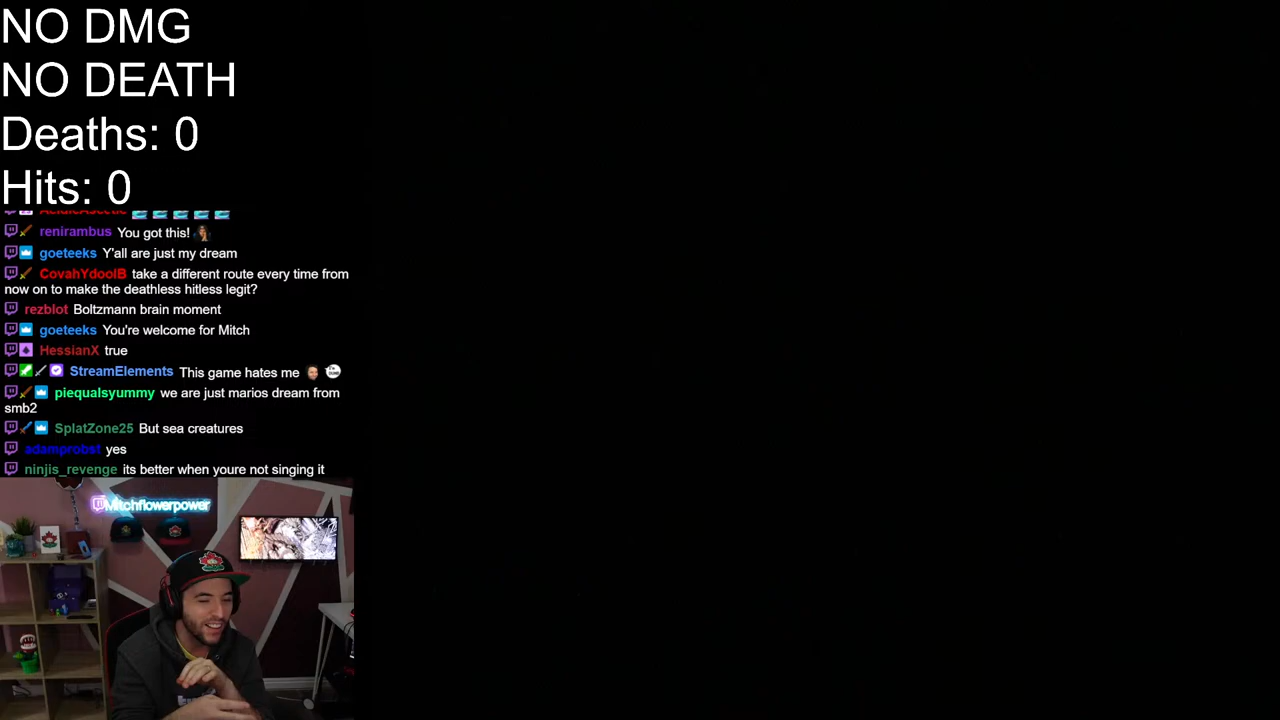 NO DMG
NO DEATH
Deaths: 0
Hits: 0
renirambus You got this!
goeteeks Y'all are just my dream
CovahYdoolB take a different route every time from
now on to make the deathless hitless legit?
rezblot Boltzmann brain moment
goeteeks You're welcome for Mitch
HessianX true
StreamElements This game hates me
piequalsyummy we are just marios dream from
smb2
SplatZone25 But sea creatures
adamprobst yes
ninjis_revenge its better when youre not singing it
Mitchflowerpower